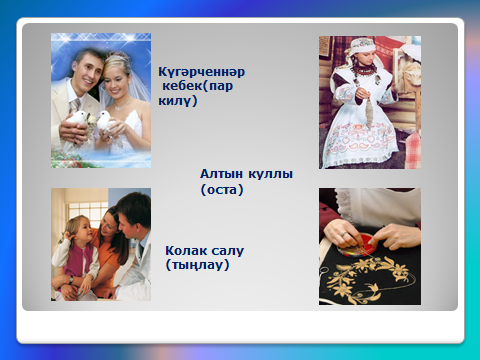 Күгәрченнәр
кебек(пар
килү)
Алтын куллы
(оста)
Колак салу
(тыңлау)